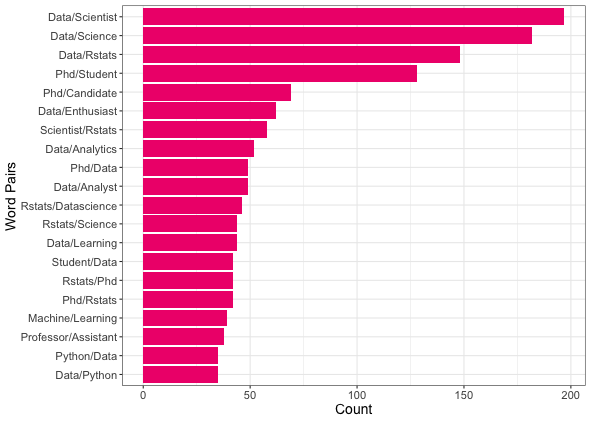 Data/Scientist
Data/Science
Data/Rstats
Phd/Student
Phd/Candidate
Data/Enthusiast
Scientist/Rstats
Data/Analytics
Phd/Data
Data/Analyst
Rstats/Datascience
Rstats/Science
Data/Learning
Student/Data
Rstats/Phd
Phd/Rstats
Machine/Learning
Professor/Assistant
Python/Data
Data/Python
Word Pairs
0 50 100 150 200
Count